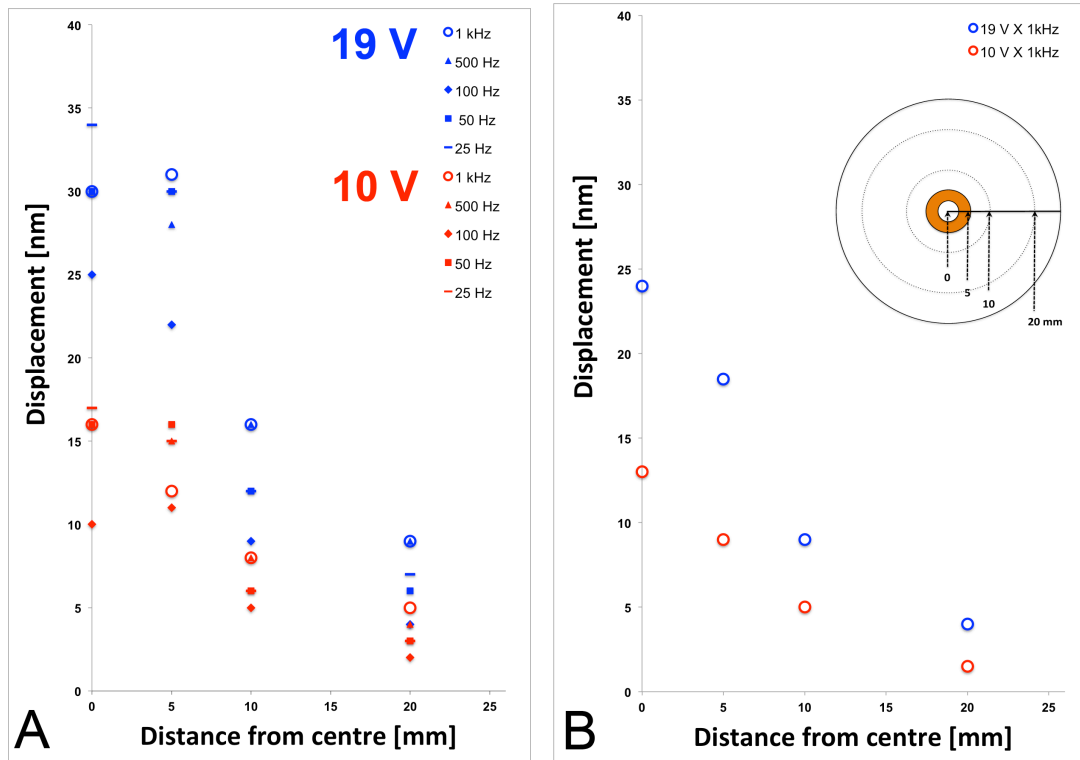 19 V
1 kHz
500 Hz
100 Hz
50 Hz
25 Hz
10 V
1 kHz
500 Hz
100 Hz
50 Hz
25 Hz
Displacement [nm]
40
35
30
25
20
15
10
5
0
0 5 10 15 20 25
Distance from centre [mm]
A
19 V X 1kHz
10 V X 1kHz
0
5
10
20 mm
Displacement [nm]
40
35
30
25
20
15
10
5
0
0 5 10 15 20 25
Distance from centre [mm]
B